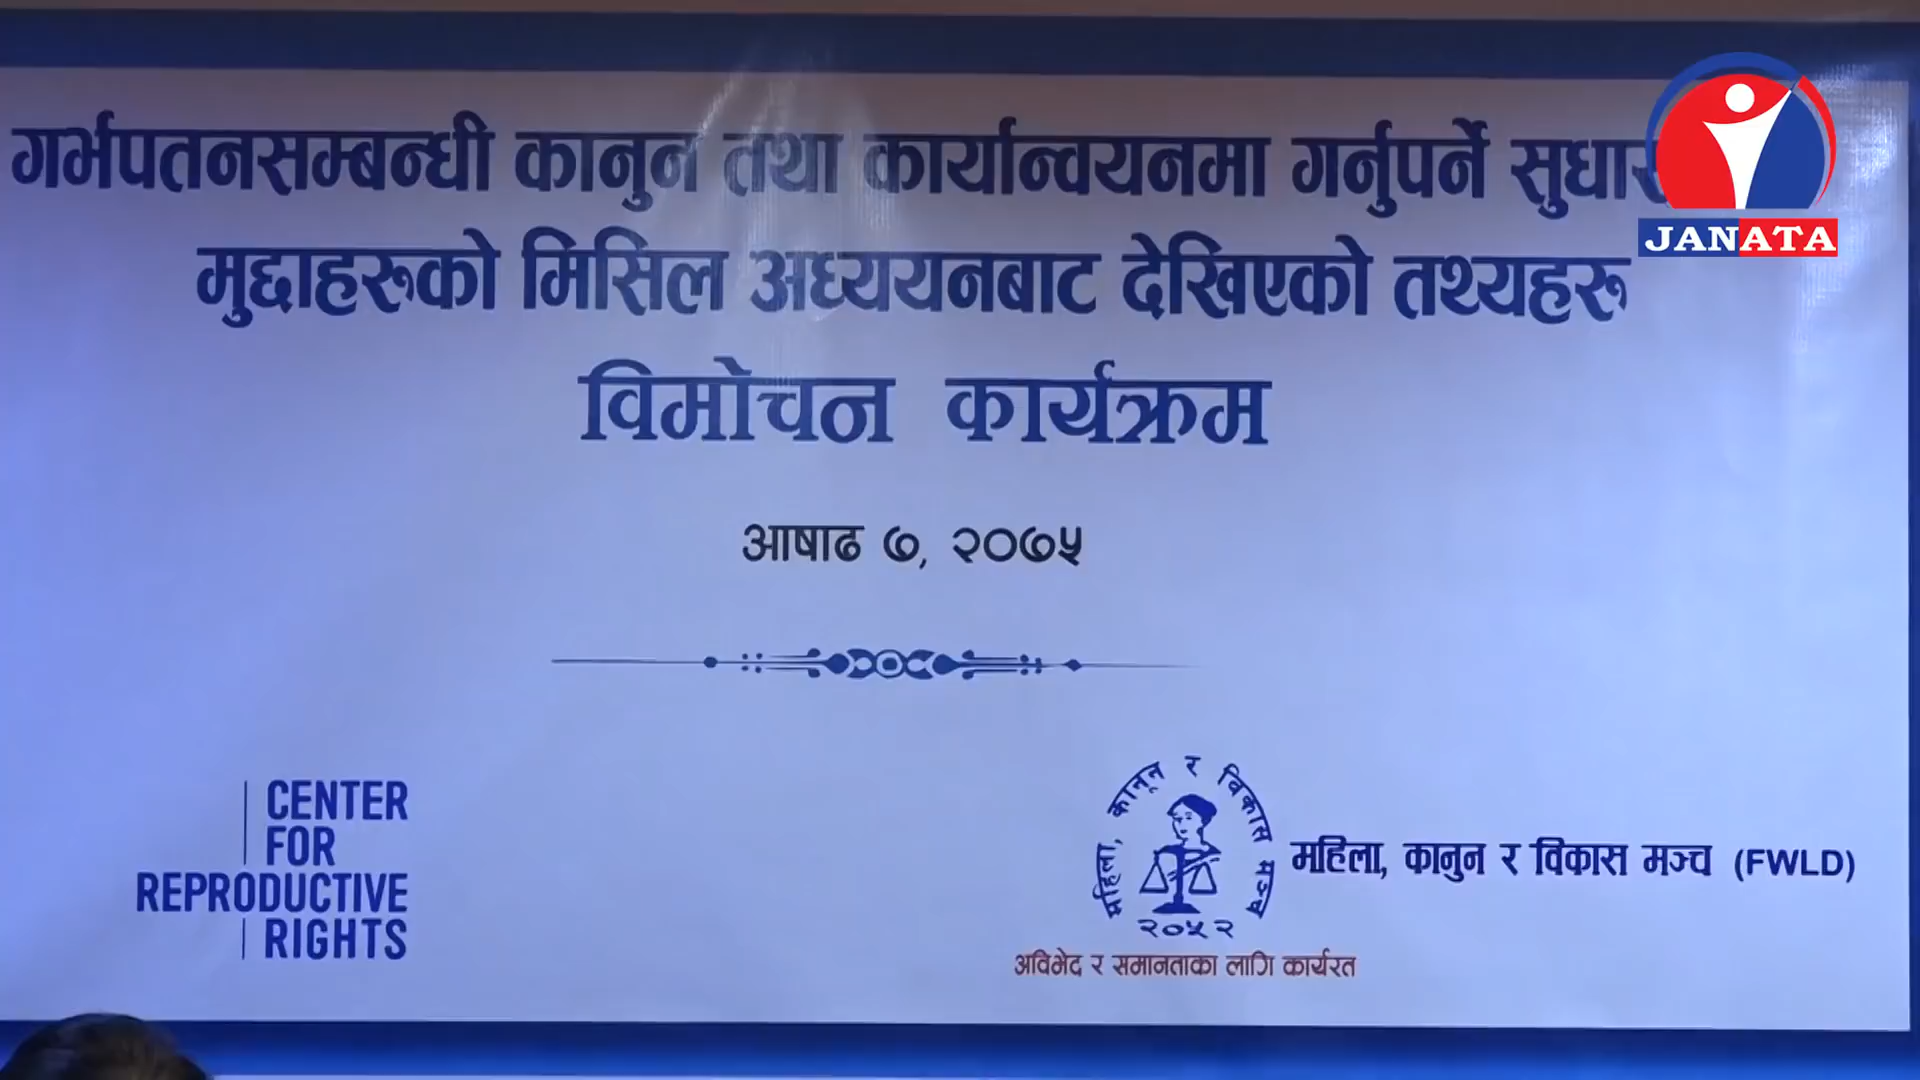 गर्भपतनसम्बन्धी कानुन तथा कार्यान्वयनमा गर्नुपर्ने
मुद्दाहरूको मिसिल अध्ययनबाट देखिएको तथ्यहरू
विमोचन कार्यक्रम
आषाढ ७, २०७५
CENTER
FOR
REPRODUCTIVE
RIGHTS
महिला, कानून र विकास मञ्च
२०५२
महिला, कानुन र विकास मञ्च (FWLD)
अविभेद र समानताका लागि कार्यरत
JANATA